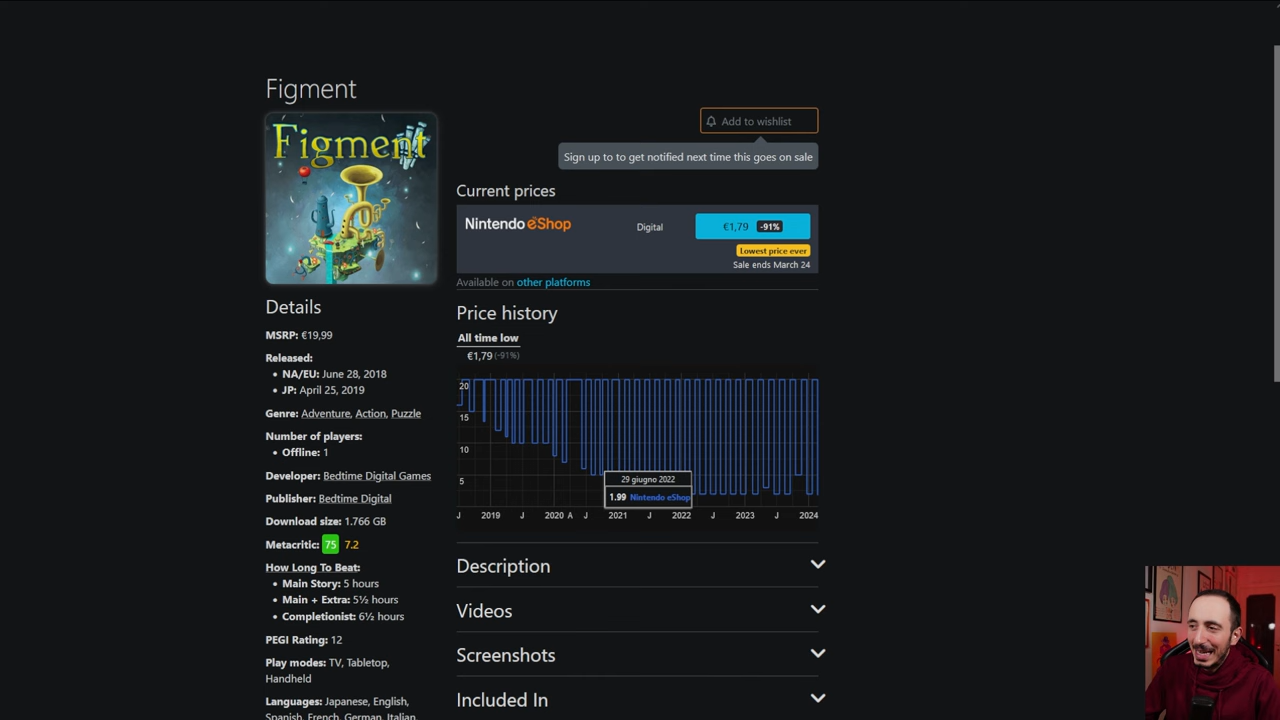 Figment
Figment
Add to wishlist
Sign up to to get notified next time this goes on sale
Current prices
Nintendo eShop Digital €1,79 -91%
Lowest price ever
Sale ends March 24
Available on other platforms
Details
MSRP: €19,99
Released:
• NA/EU: June 28, 2018
• JP: April 25, 2019
Genre: Adventure, Action, Puzzle
Number of players:
• Offline: 1
Developer: Bedtime Digital Games
Publisher: Bedtime Digital
Download size: 1.766 GB
Metacritic: 75 7.2
How Long To Beat:
• Main Story: 5 hours
• Main + Extra: 5½ hours
• Completionist: 6½ hours
PEGI Rating: 12
Play modes: TV, Tabletop,
Handheld
Languages: Japanese, English,
Spanish, French, German, Italian,
Price history
All time low
€1,79 (-91%)
20
15
10
5
29 giugno 2022
1.99 Nintendo eShop
J 2019 J 2020 A J 2021 J 2022 J 2023 J 2024
Description
Videos
Screenshots
Included In